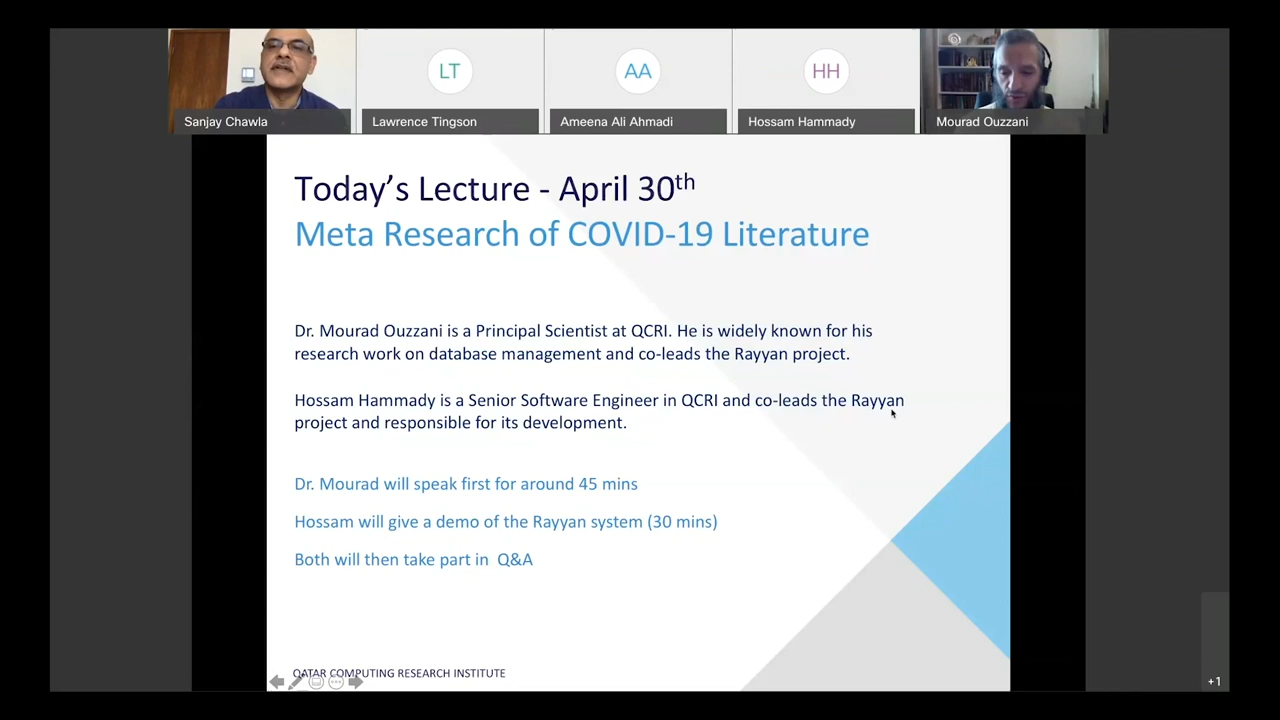 LT
AA
HH
Sanjay Chawla
Lawrence Tingson
Ameena Ali Ahmadi
Hossam Hammady
Mourad Ouzzani
Today's Lecture - April 30th
Meta Research of COVID-19 Literature
Dr. Mourad Ouzzani is a Principal Scientist at QCRI. He is widely known for his
research work on database management and co-leads the Rayyan project.
Hossam Hammady is a Senior Software Engineer in QCRI and co-leads the Rayyan
project and responsible for its development.
Dr. Mourad will speak first for around 45 mins
Hossam will give a demo of the Rayyan system (30 mins)
Both will then take part in Q&A
QATAR COMPUTING RESEARCH INSTITUTE
+1